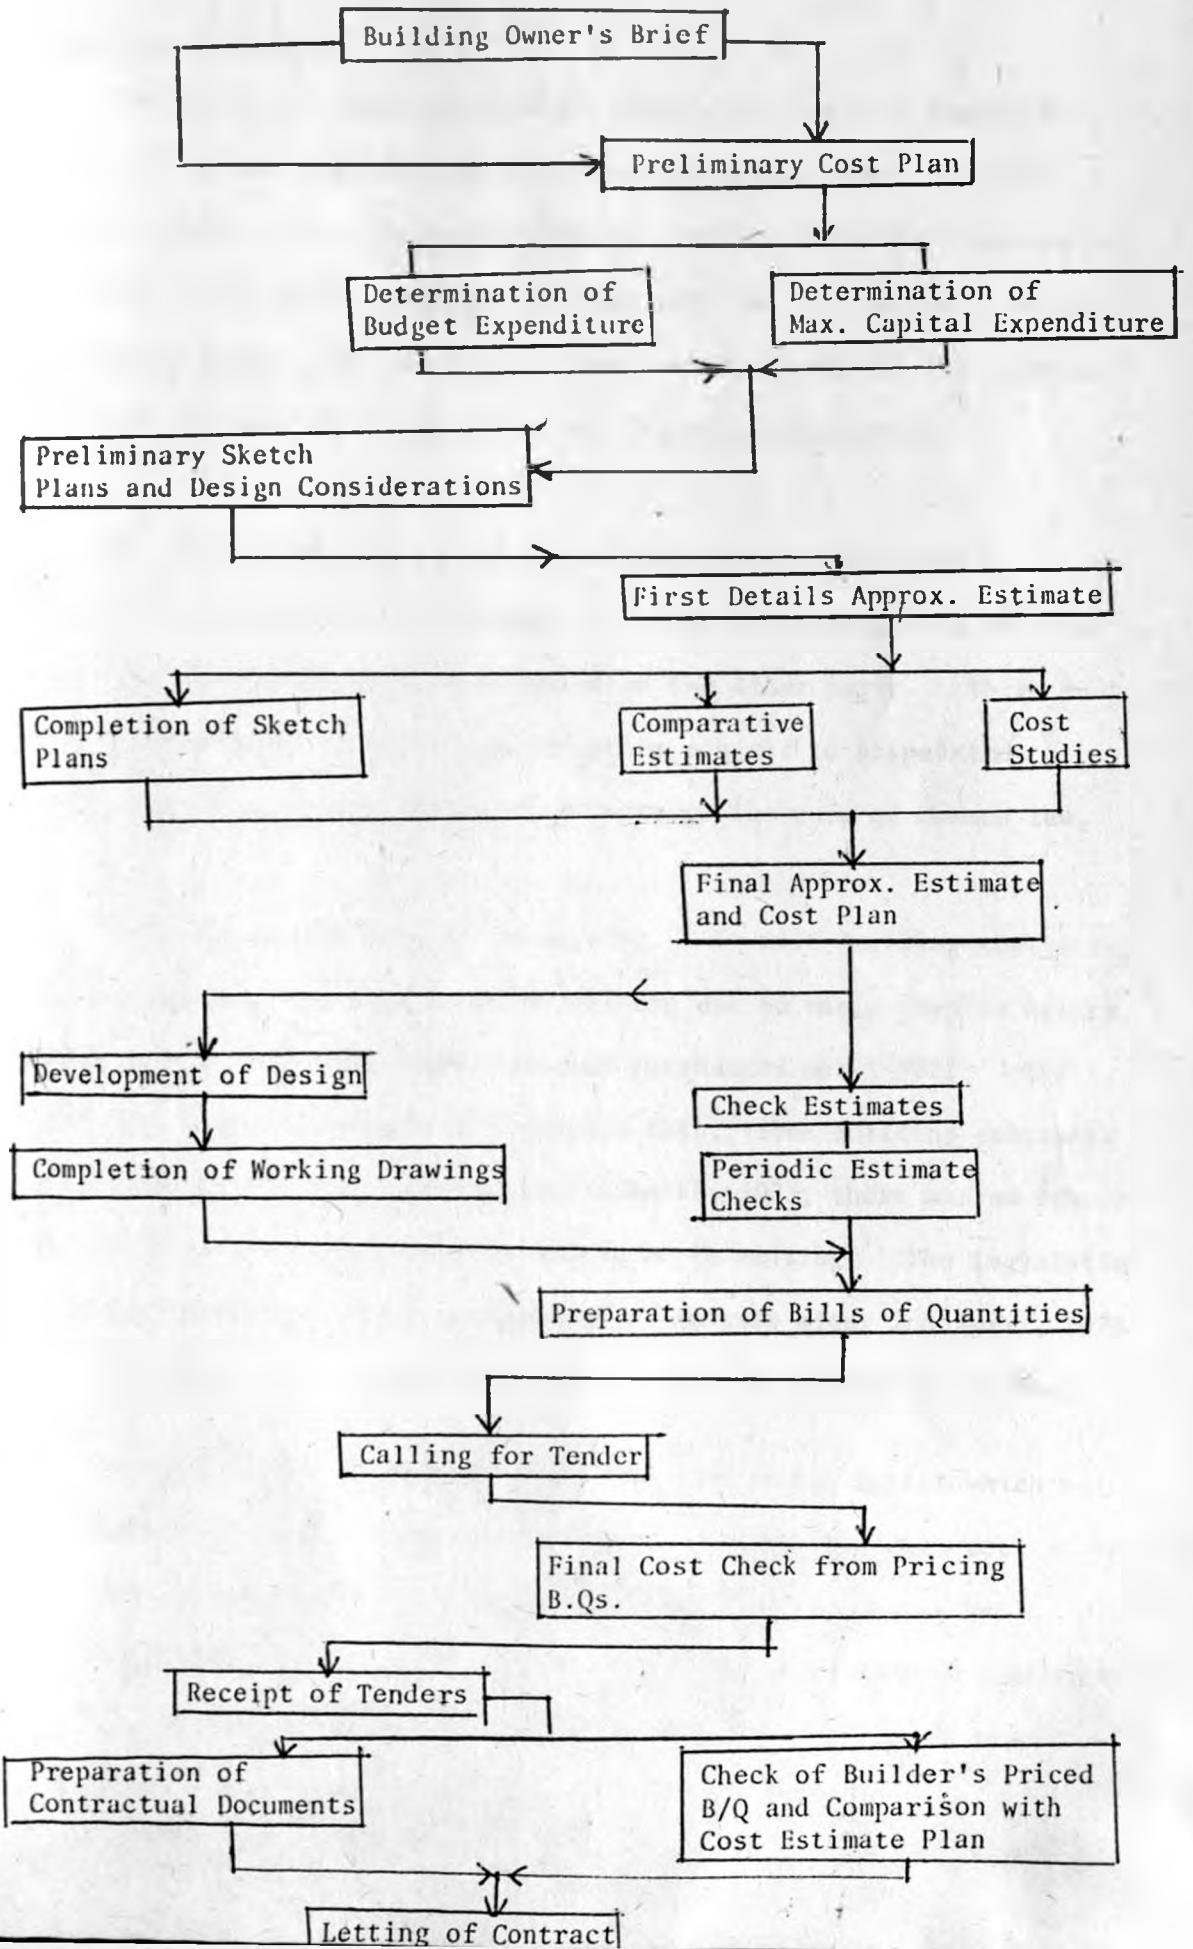 Building Owner's Brief
Preliminary Cost Plan
Determination of
Budget Expenditure
Determination of
Max. Capital Expenditure
Preliminary Sketch
Plans and Design Considerations
First Details Approx. Estimate
Completion of Sketch
Plans
Comparative
Estimates
Cost
Studies
Final Approx. Estimate
and Cost Plan
Development of Design
Check Estimates
Completion of Working Drawings
Periodic Estimate
Checks
Preparation of Bills of Quantities
Calling for Tender
Final Cost Check from Pricing
B.Qs.
Receipt of Tenders
Preparation of
Contractual Documents
Check of Builder's Priced
B/Q and Comparison with
Cost Estimate Plan
Letting of Contract